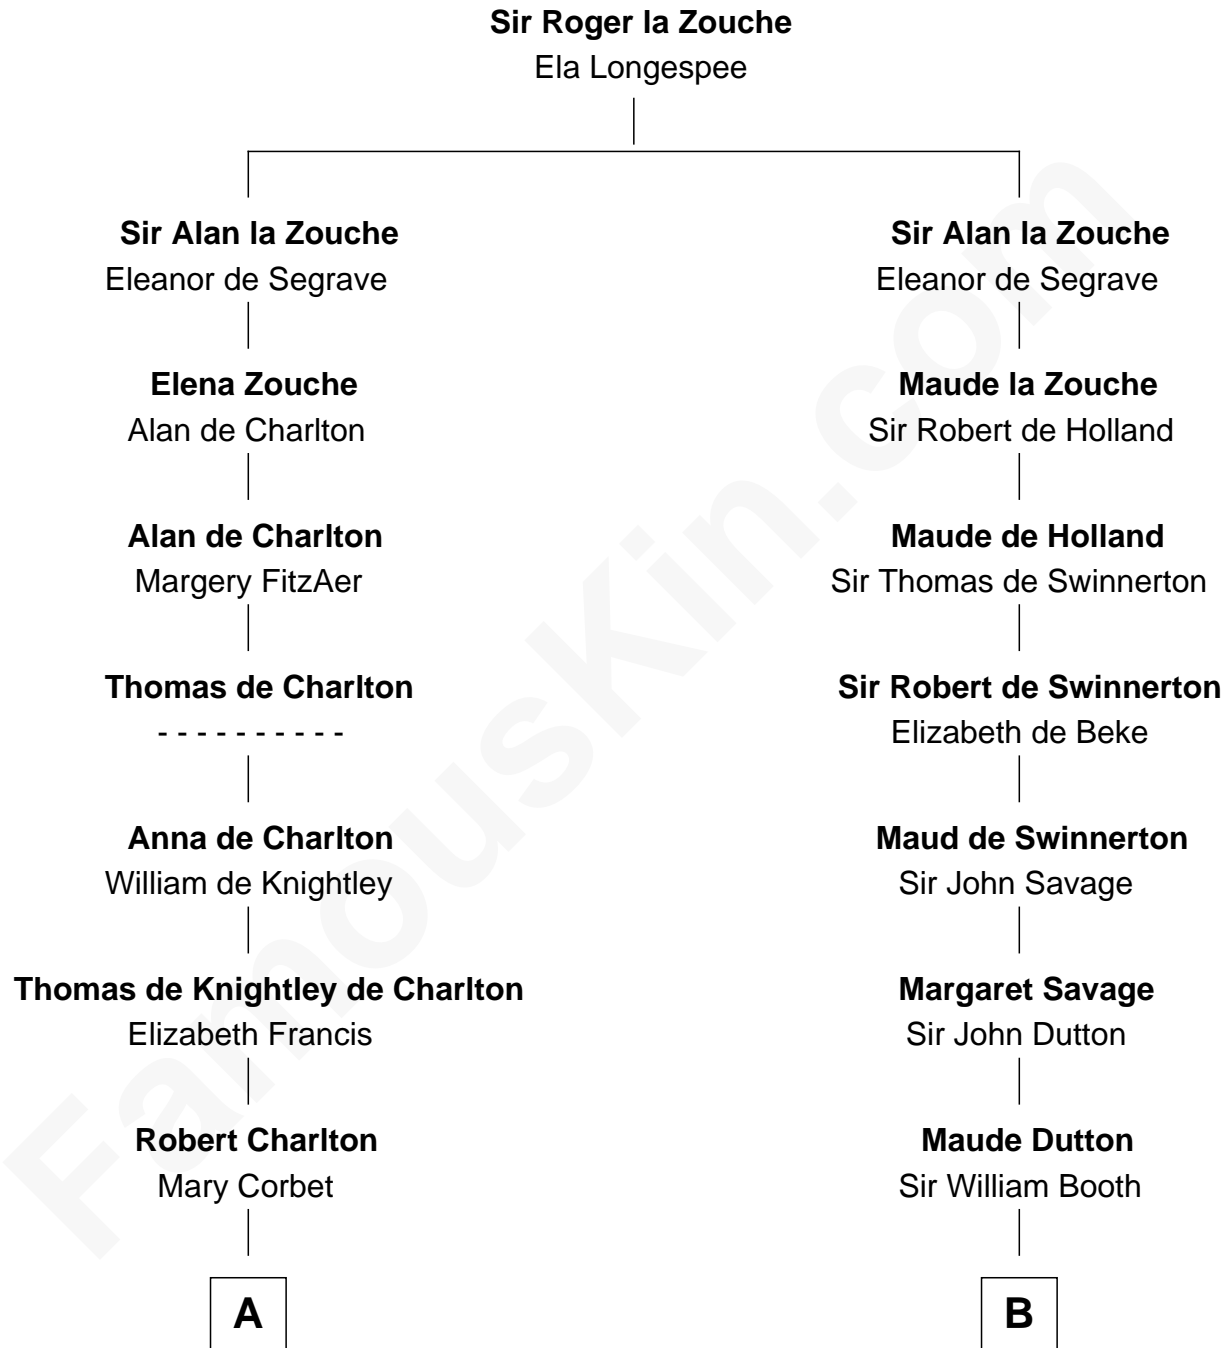 Sir Roger la Zouche
Ela Longespee
Sir Alan la Zouche
Eleanor de Segrave
Elena Zouche
Alan de Charlton
Alan de Charlton
Margery FitzAer
Thomas de Charlton
- - - - - - - - - -
Anna de Charlton
William de Knightley
Thomas de Knightley de Charlton
Elizabeth Francis
Robert Charlton
Mary Corbet
A
Sir Alan la Zouche
Eleanor de Segrave
Maude la Zouche
Sir Robert de Holland
Maude de Holland
Sir Thomas de Swinnerton
Sir Robert de Swinnerton
Elizabeth de Beke
Maud de Swinnerton
Sir John Savage
Margaret Savage
Sir John Dutton
Maude Dutton
Sir William Booth
B
FamousKin.com